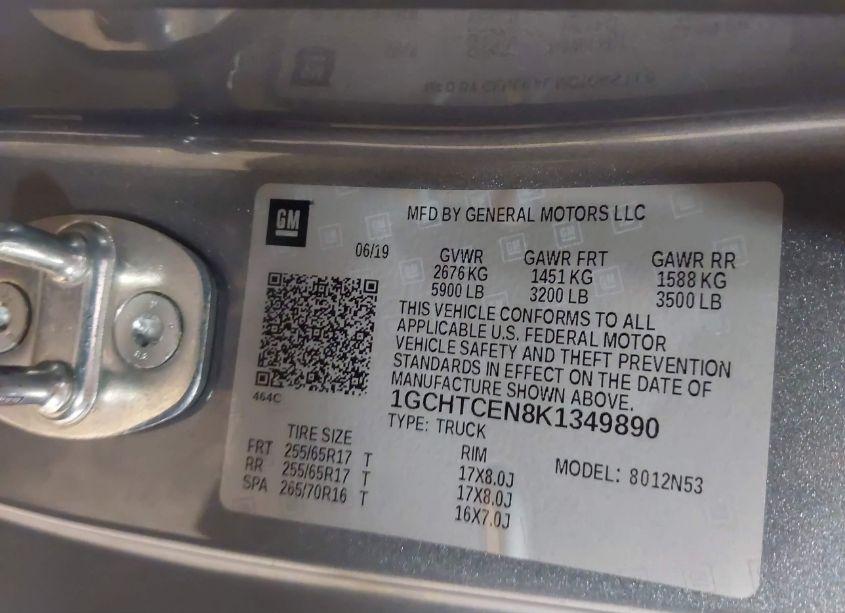 GM
MFD BY GENERAL MOTORS LLC
06/19
GVWR GAWR FRT GAWR RR
2676 KG 1451 KG 1588 KG
5900 LB 3200 LB 3500 LB
THIS VEHICLE CONFORMS TO ALL
APPLICABLE U.S. FEDERAL MOTOR
VEHICLE SAFETY AND THEFT PREVENTION
STANDARDS IN EFFECT ON THE DATE OF
MANUFACTURE SHOWN ABOVE.
464C
1GCHTCEN8K1349890
TYPE: TRUCK
TIRE SIZE RIM MODEL: 8012N53
FRT 255/65R17 T 17X8.0J
RR 255/65R17 T 17X8.0J
SPA 265/70R16 T 16X7.0J